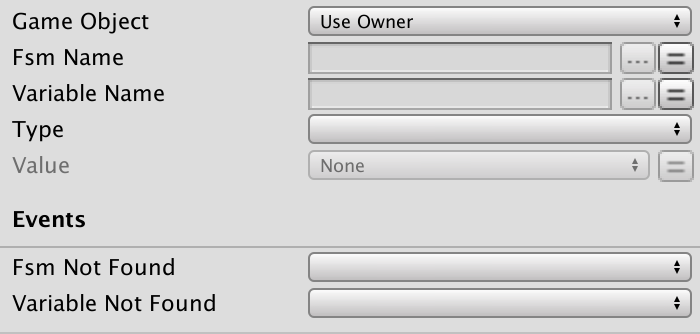 Game Object Use Owner
Fsm Name ... =
Variable Name ... =
Type
Value None =
Events
Fsm Not Found
Variable Not Found